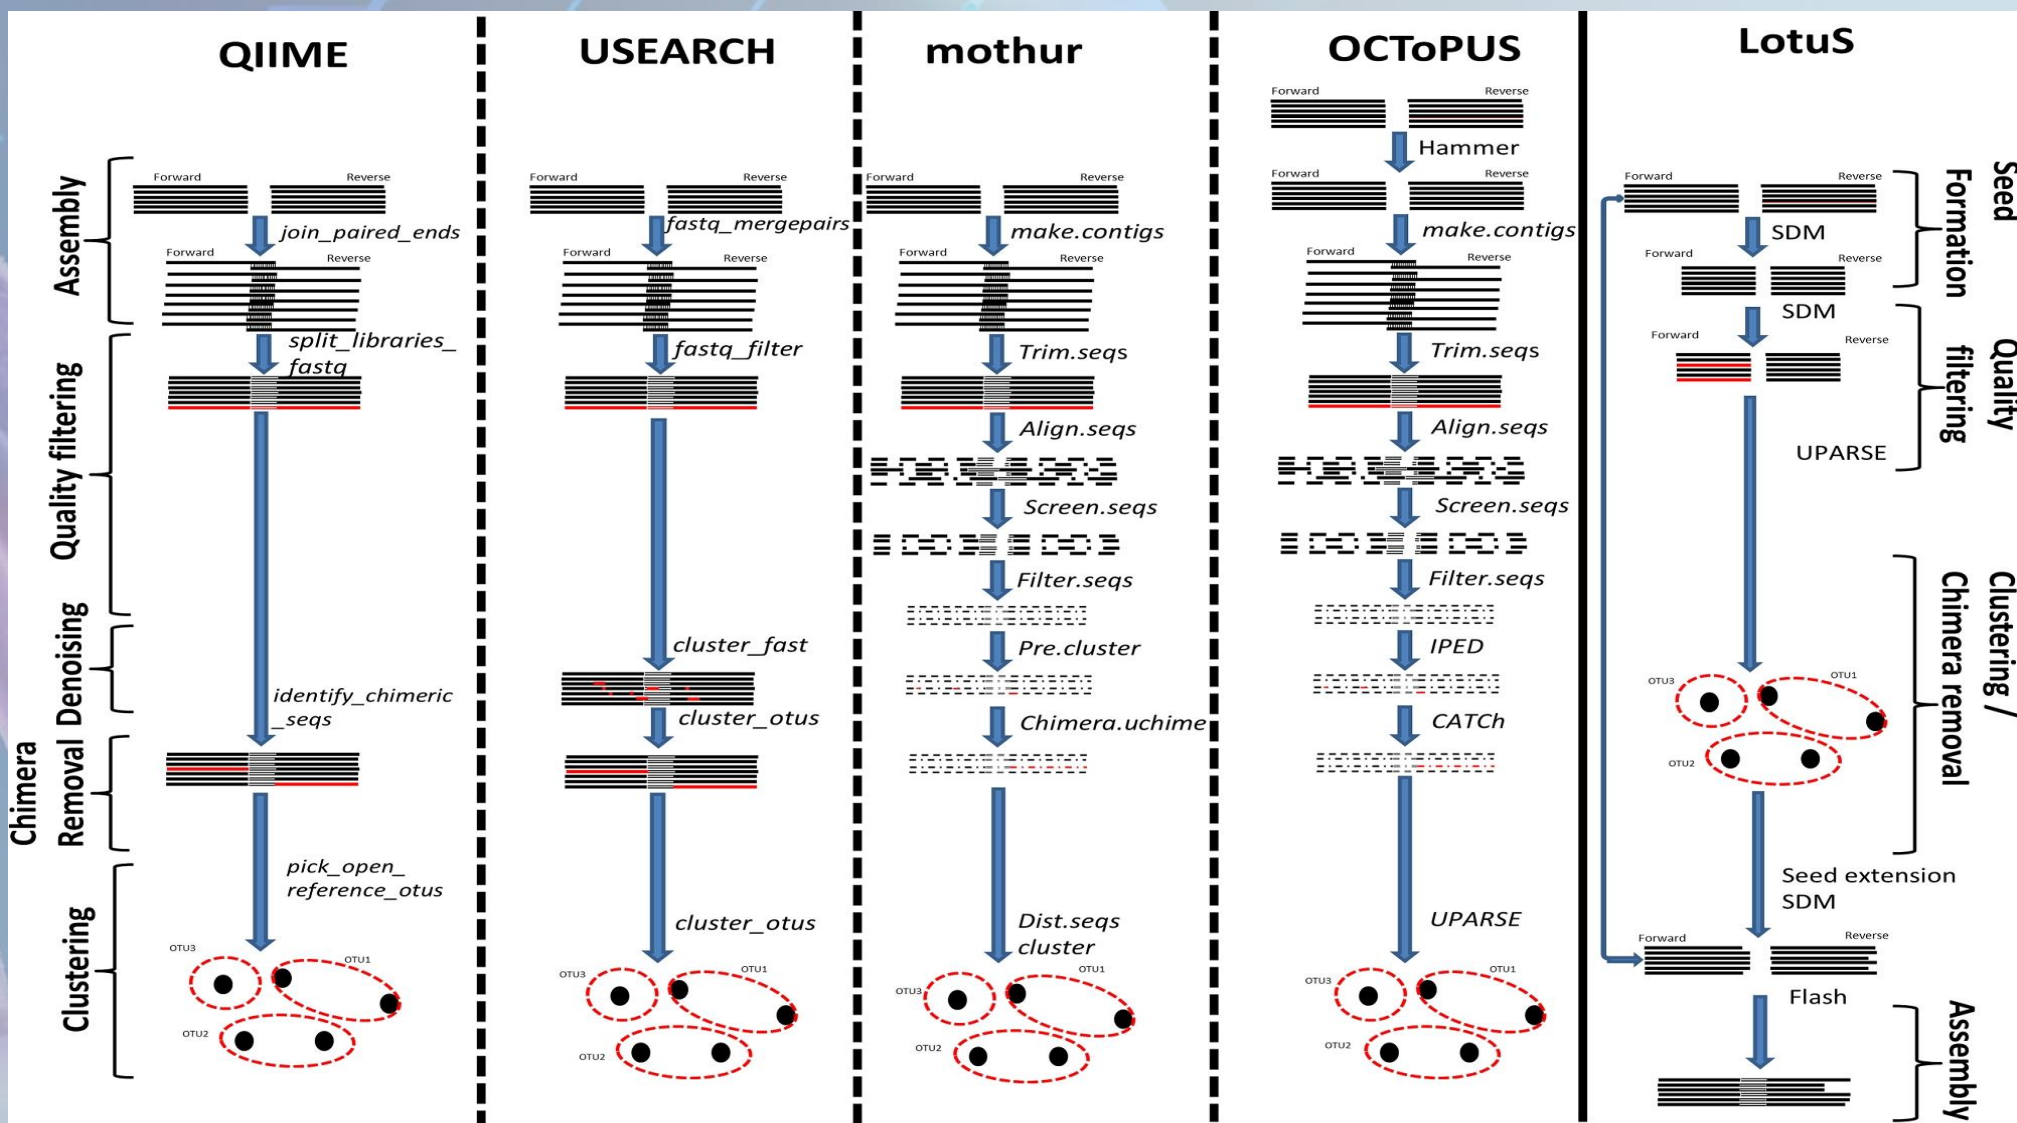 QIIME
USEARCH
mothur
OCToPUS
LotuS
Assembly
Quality filtering
Denoising
Chimera
Removal
Clustering
Forward
Reverse
join_paired_ends
Forward
Reverse
split_libraries_
fastq
identify_chimeric
_seqs
pick_open_
reference_otus
OTU3
OTU1
OTU2
Forward
Reverse
fastq_mergepairs
Forward
Reverse
fastq_filter
cluster_fast
cluster_otus
cluster_otus
OTU3
OTU1
OTU2
Forward
Reverse
make.contigs
Forward
Reverse
Trim.seqs
Align.seqs
Screen.seqs
Filter.seqs
Pre.cluster
Chimera.uchime
Dist.seqs
cluster
OTU3
OTU1
OTU2
Forward
Reverse
Hammer
Forward
Reverse
make.contigs
Forward
Reverse
Trim.seqs
Align.seqs
Screen.seqs
Filter.seqs
IPED
CATCh
UPARSE
OTU3
OTU1
OTU2
Forward
Reverse
SDM
Forward
Reverse
SDM
Forward
Reverse
UPARSE
OTU3
OTU1
OTU2
Seed extension
SDM
Forward
Reverse
Flash
Seed
Formation
Quality
filtering
Clustering /
Chimera removal
Assembly